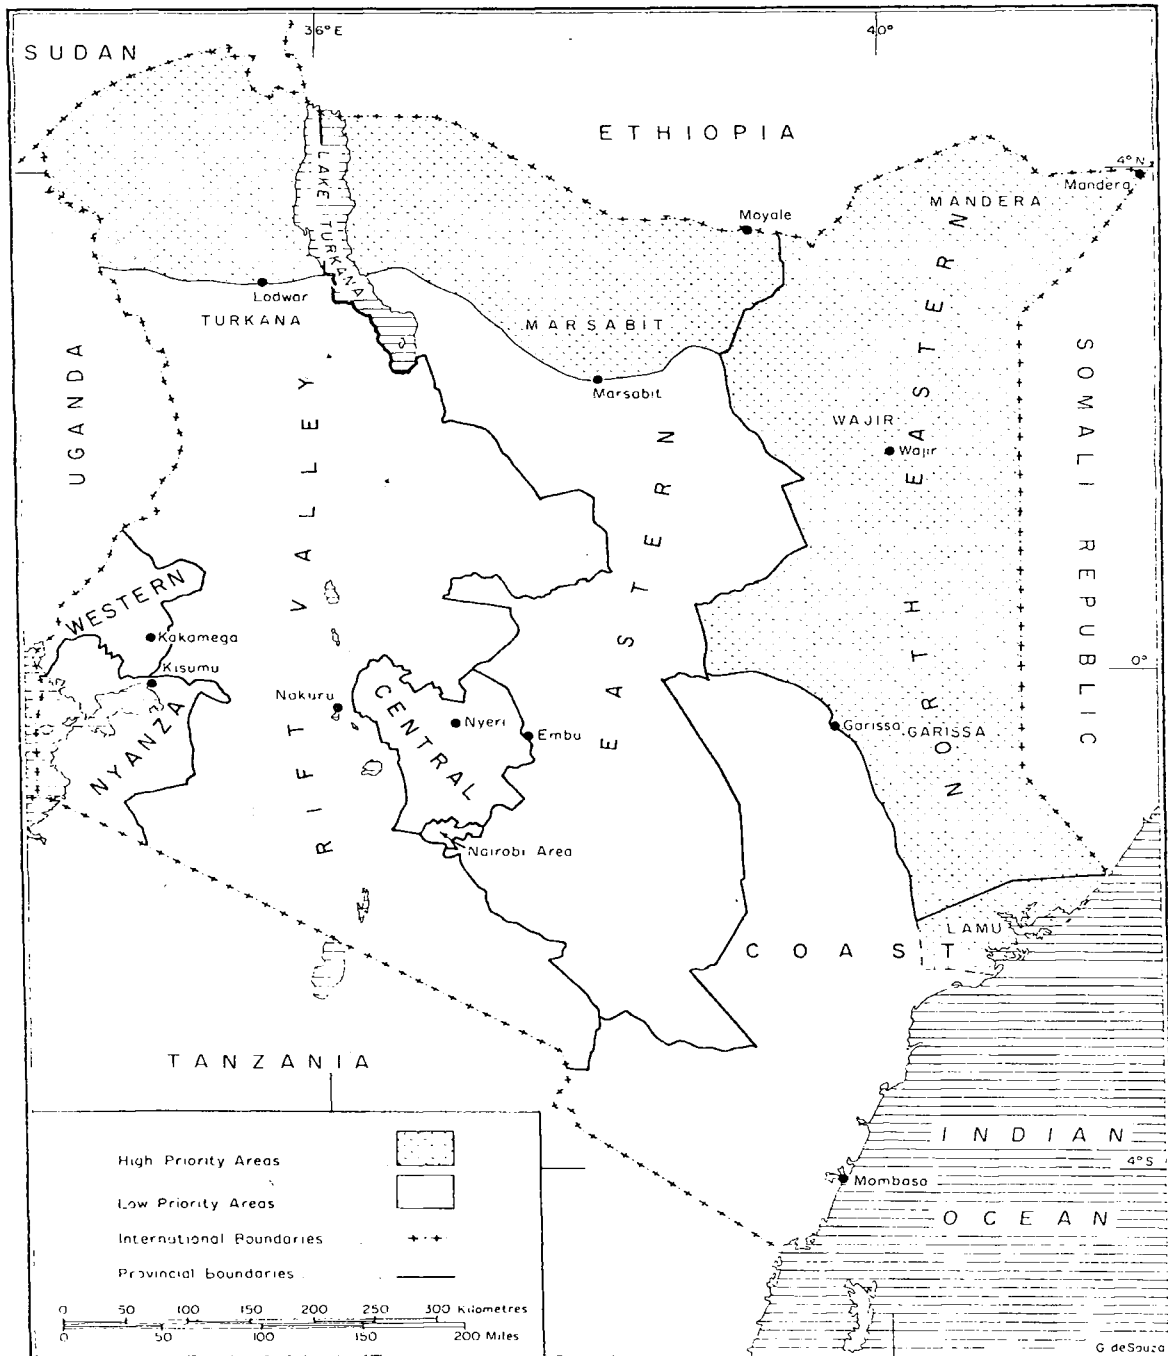 SUDAN
36°E
40°
ETHIOPIA
4°N
Mandera
MANDERA
LAKE TURKANA
Moyale
Lodwar
TURKANA
MARSABIT
Marsabit
UGANDA
RIFT VALLEY
EASTERN
WAJIR
Wajir
NORTH EASTERN
SOMALI REPUBLIC
WESTERN
Kakamega
Kisumu
NYANZA
Nakuru
CENTRAL
Nyeri
Embu
0°
Garissa
GARISSA
Nairobi Area
LAMU
COAST
TANZANIA
INDIAN
OCEAN
4°S
Mombasa
High Priority Areas
Low Priority Areas
International Boundaries
Provincial boundaries
0 50 100 150 200 250 300 Kilometres
0 100 150 200 Miles
G. deSouza